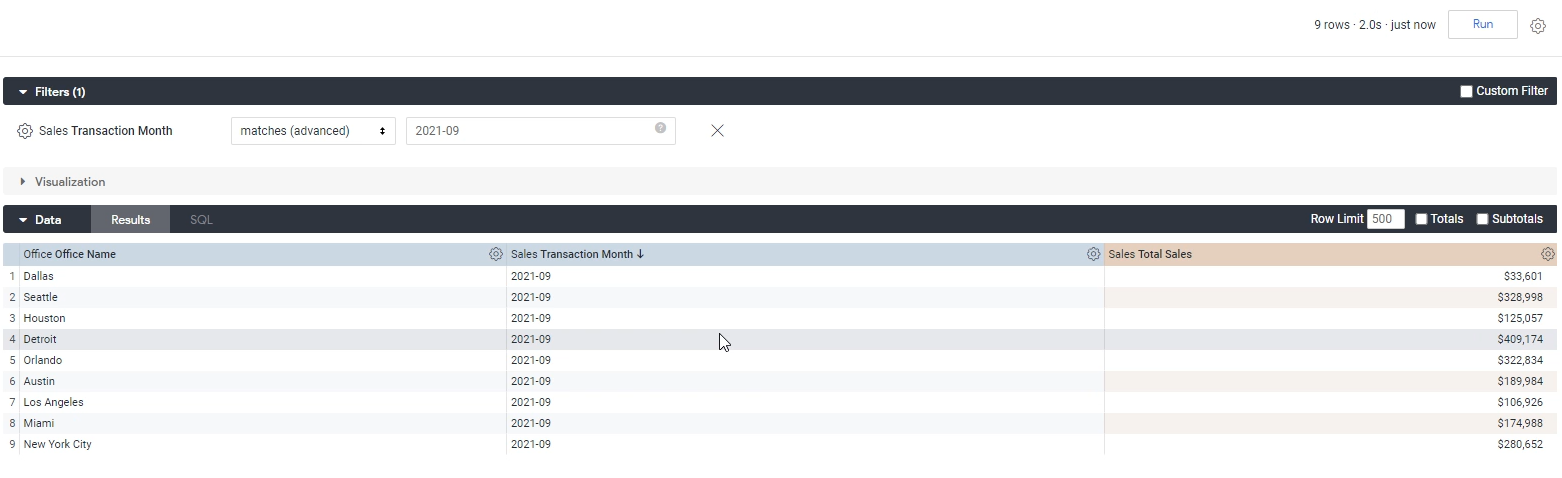 9 rows · 2.0s · just now Run
Filters (1) Custom Filter
Sales Transaction Month matches (advanced) 2021-09 ?
Visualization
Data Results SQL Row Limit 500 Totals Subtotals
Office Office Name Sales Transaction Month ↓ Sales Total Sales
1 Dallas 2021-09 $33,601
2 Seattle 2021-09 $328,998
3 Houston 2021-09 $125,057
4 Detroit 2021-09 $409,174
5 Orlando 2021-09 $322,834
6 Austin 2021-09 $189,984
7 Los Angeles 2021-09 $106,926
8 Miami 2021-09 $174,988
9 New York City 2021-09 $280,652